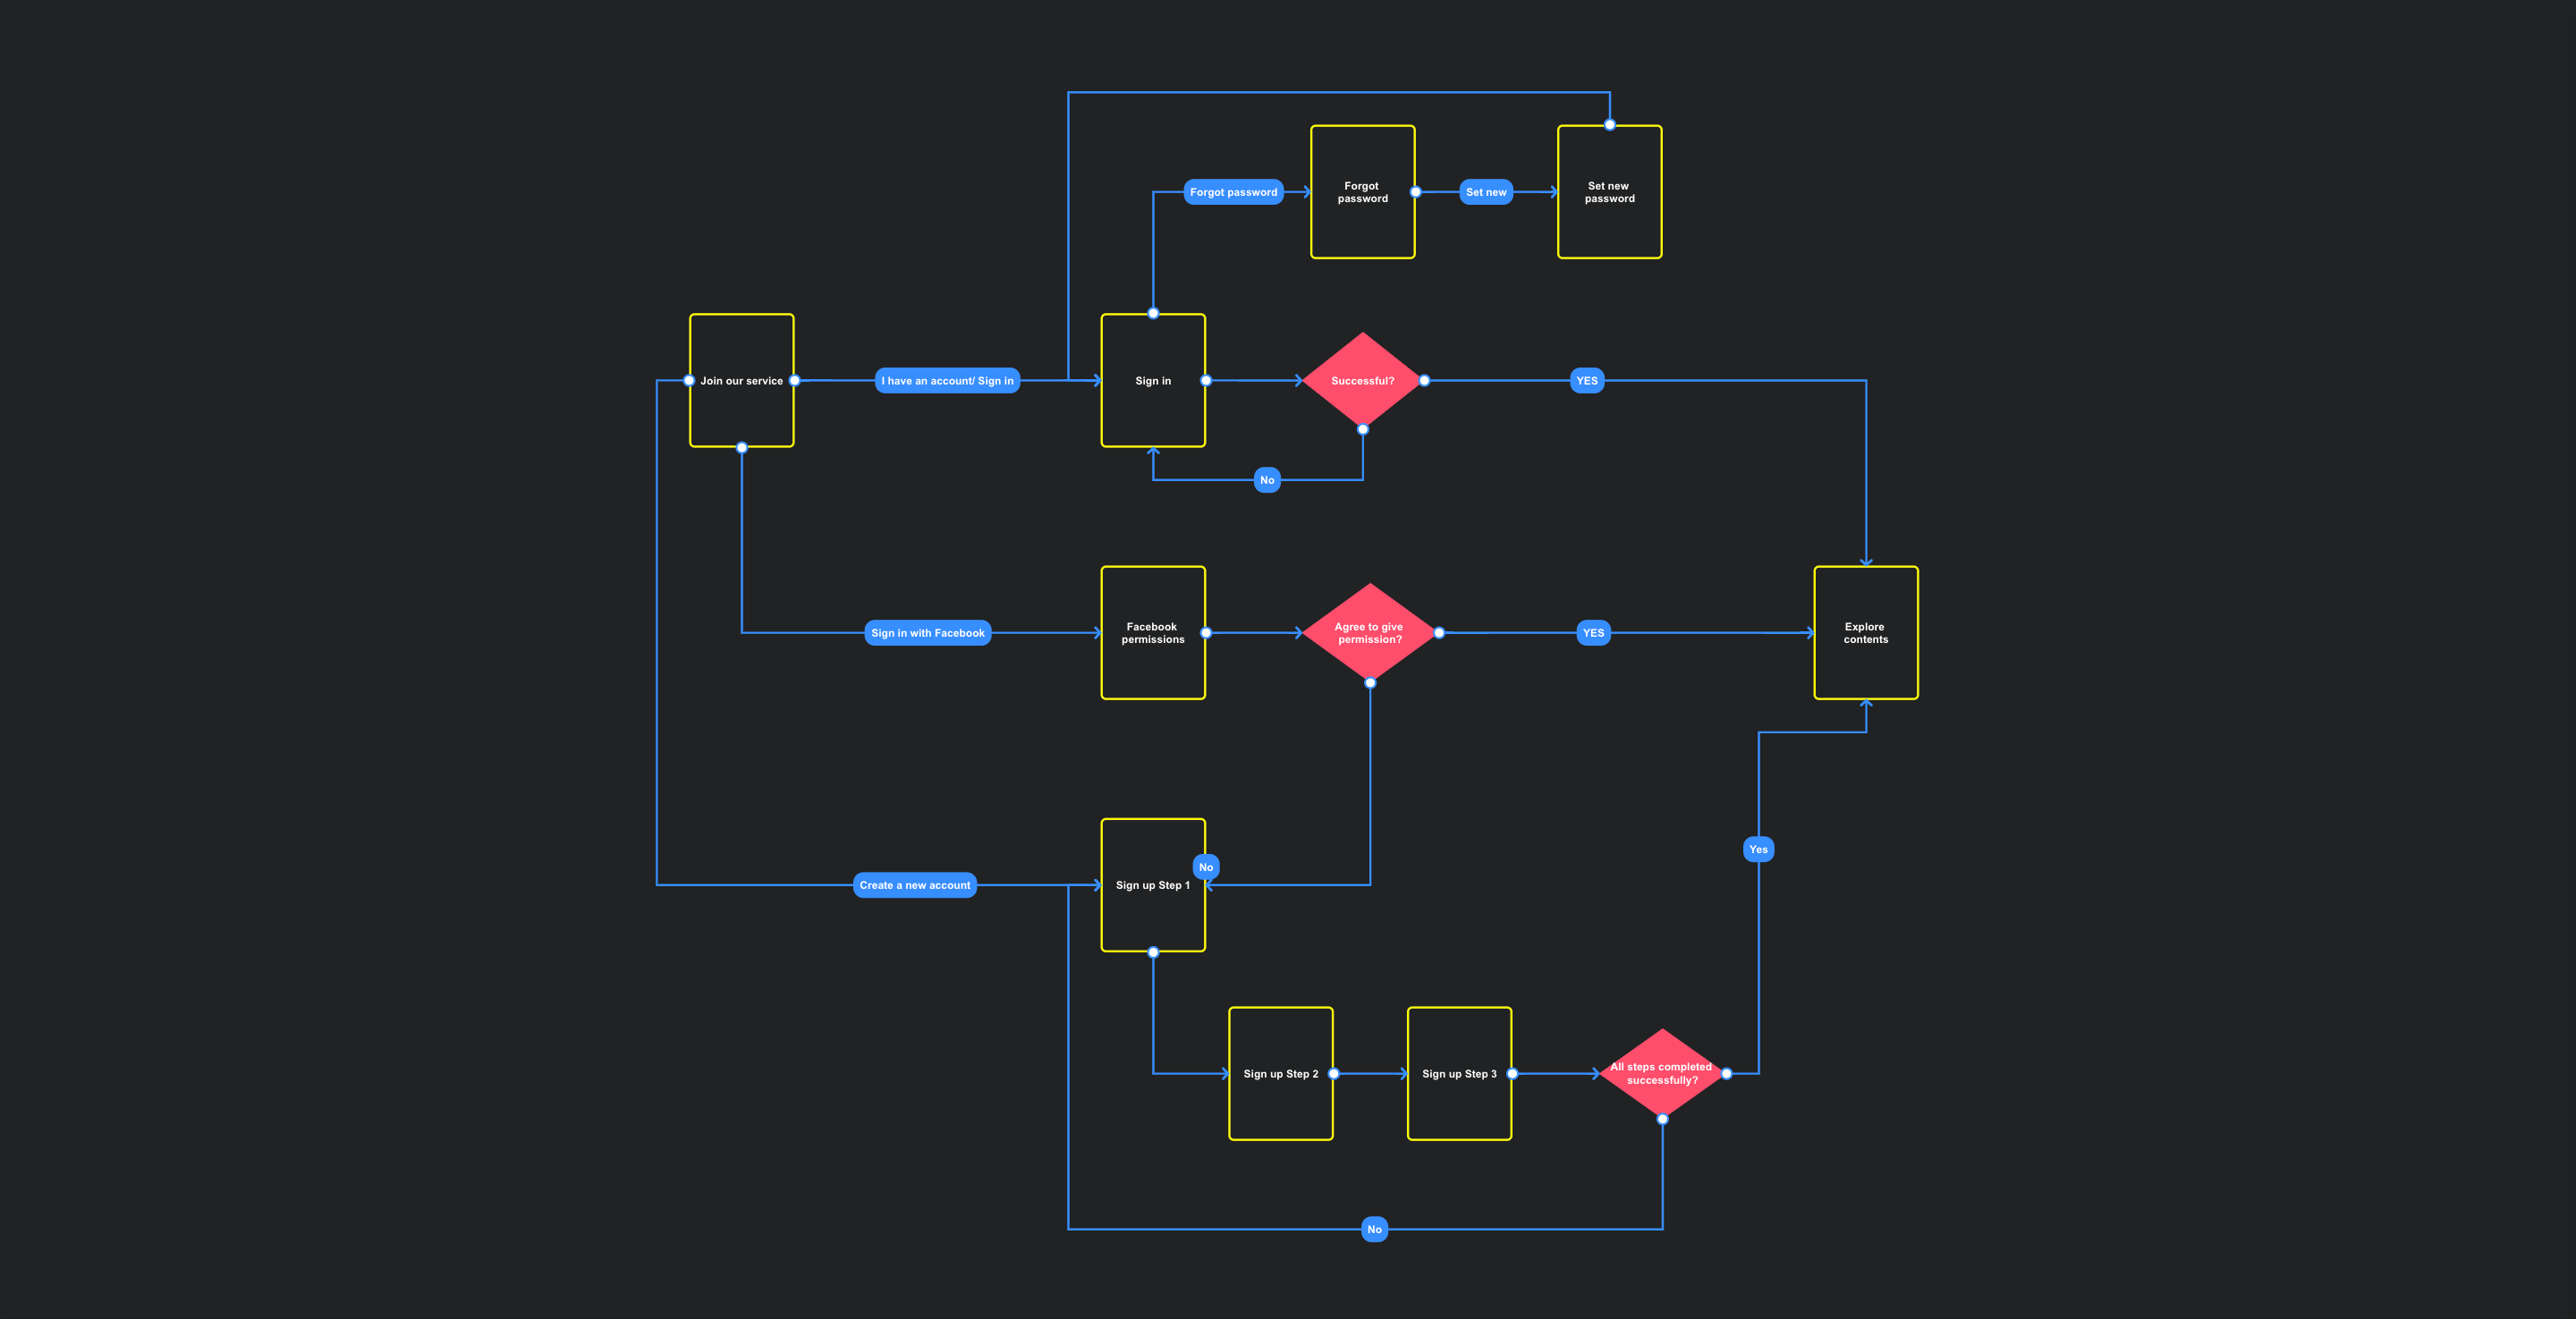 Forgot password
Forgot
password
Set new
Set new
password
Join our service
I have an account/ Sign in
Sign in
Successful?
YES
No
Sign in with Facebook
Facebook
permissions
Agree to give
permission?
YES
Explore
contents
Create a new account
Sign up Step 1
No
Yes
Sign up Step 2
Sign up Step 3
All steps completed
successfully?
No